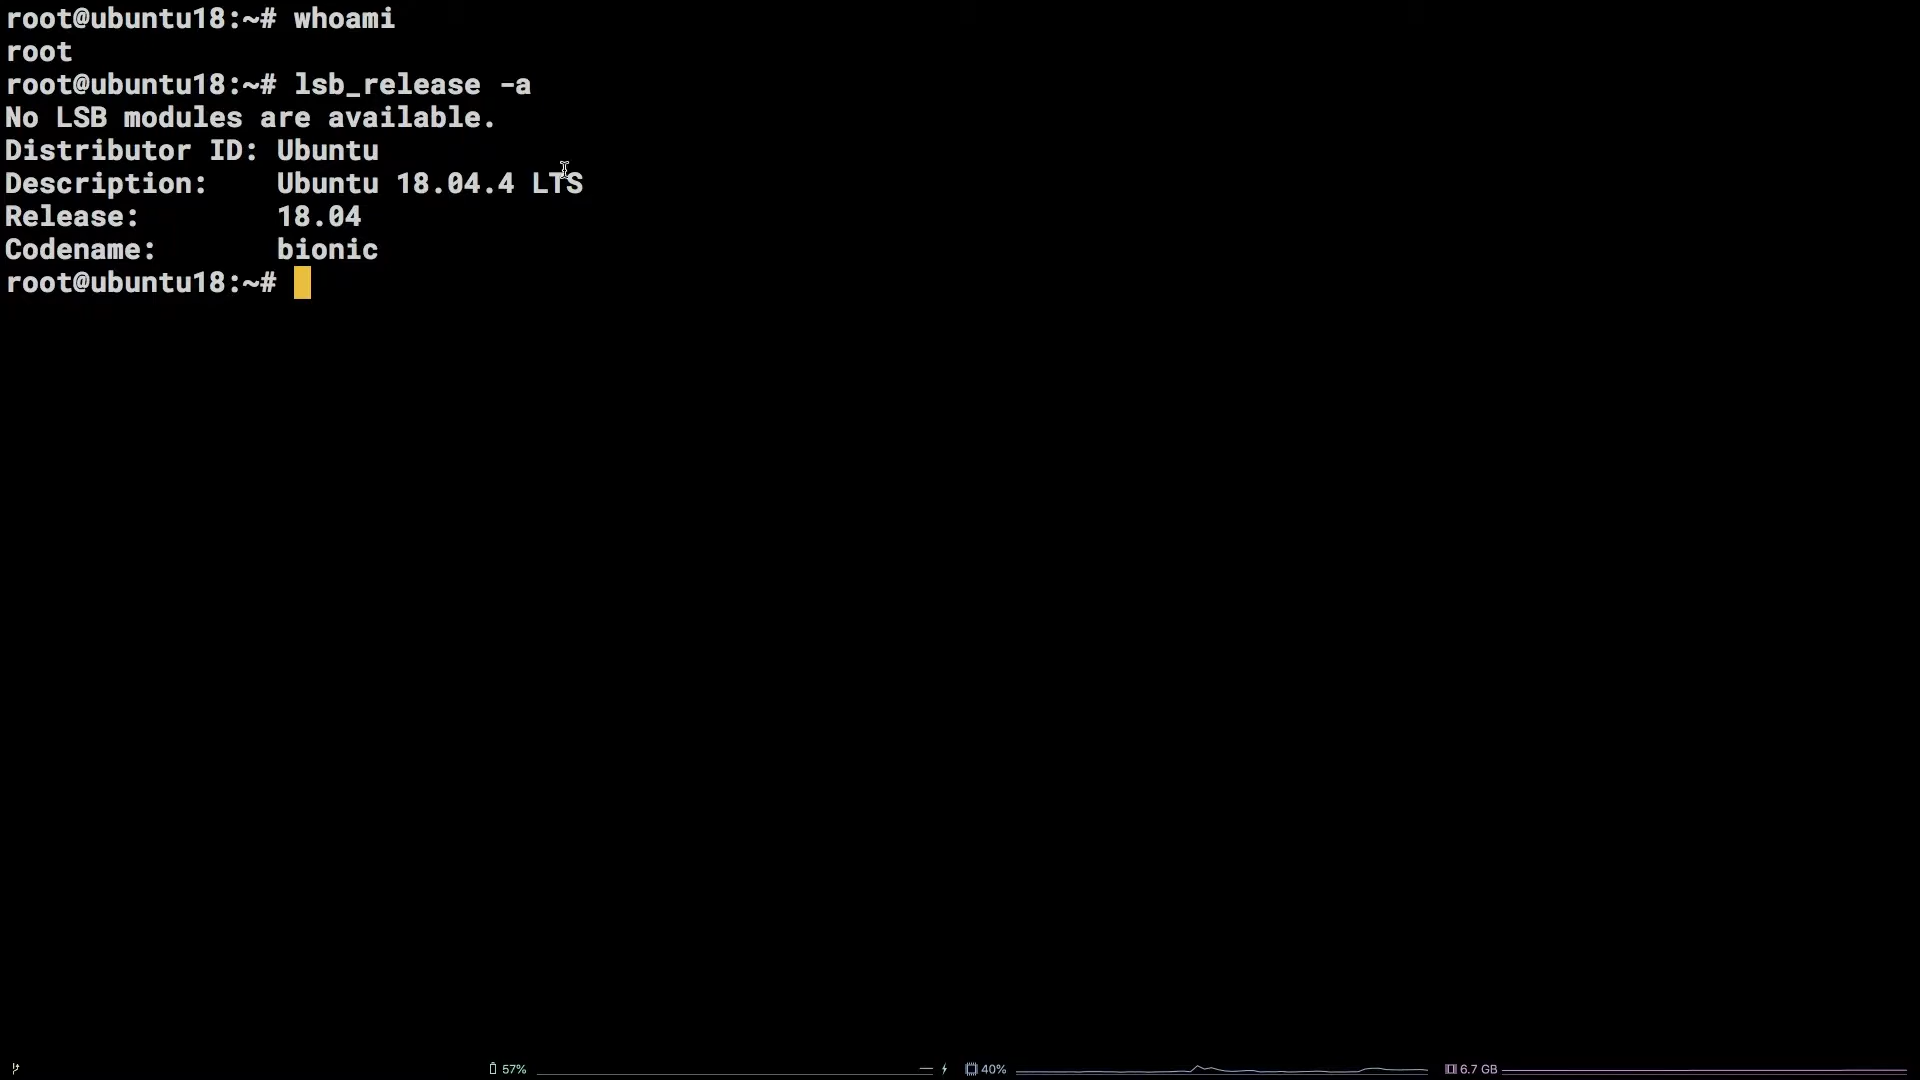 root@ubuntu18:~# whoami
root
root@ubuntu18:~# lsb_release -a
No LSB modules are available.
Distributor ID: Ubuntu
Description:    Ubuntu 18.04.4 LTS
Release:        18.04
Codename:       bionic
root@ubuntu18:~#
57% 40% 6.7 GB